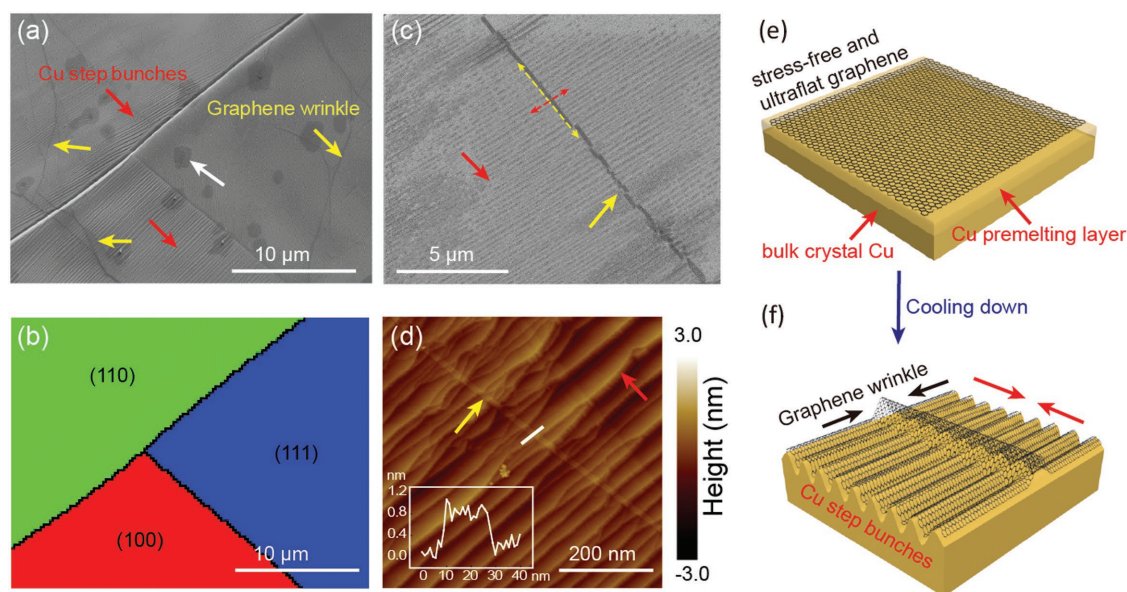 (a)
Cu step bunches
Graphene wrinkle
10 µm
(c)
5 µm
(e)
stress-free and
ultraflat graphene
bulk crystal Cu
Cu premelting layer
Cooling down
(b)
(110)
(111)
(100)
10 µm
(d)
nm
1.2
0.8
0.4
0.0
0 10 20 30 40 nm
200 nm
3.0
Height (nm)
-3.0
(f)
Graphene wrinkle
Cu step bunches